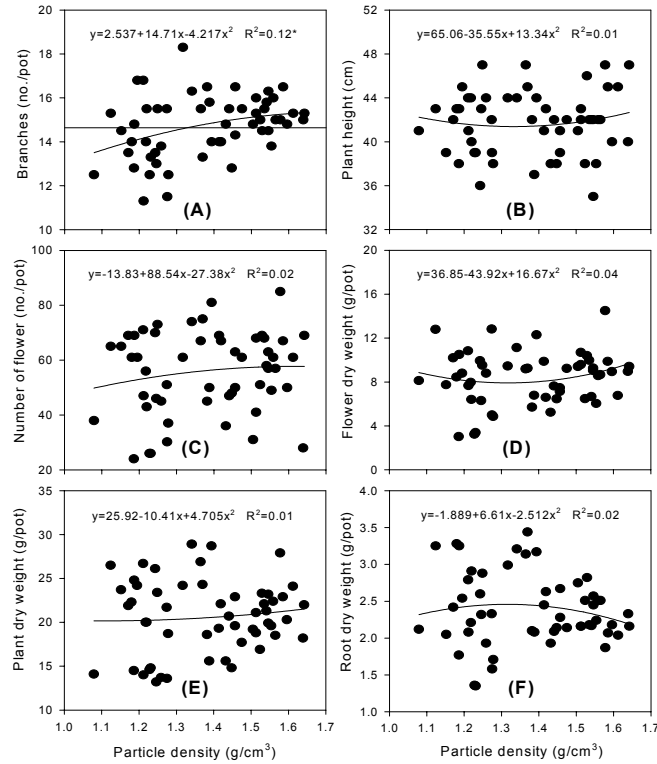 y=2.537+14.71x-4.217x² R²=0.12*
Branches (no./pot)
20
18
16
14
12
10
(A)
y=65.06-35.55x+13.34x² R²=0.01
Plant height (cm)
52
48
44
40
36
32
(B)
y=-13.83+88.54x-27.38x² R²=0.02
Number of flower (no./pot)
100
80
60
40
20
(C)
y=36.85-43.92x+16.67x² R²=0.04
Flower dry weight (g/pot)
20
16
12
8
4
0
(D)
y=25.92-10.41x+4.705x² R²=0.01
Plant dry weight (g/pot)
35
30
25
20
15
10
(E)
1.0 1.1 1.2 1.3 1.4 1.5 1.6 1.7
Particle density (g/cm³)
y=-1.889+6.61x-2.512x² R²=0.02
Root dry weight (g/pot)
4.0
3.5
3.0
2.5
2.0
1.5
1.0
(F)
1.0 1.1 1.2 1.3 1.4 1.5 1.6 1.7
Particle density (g/cm³)